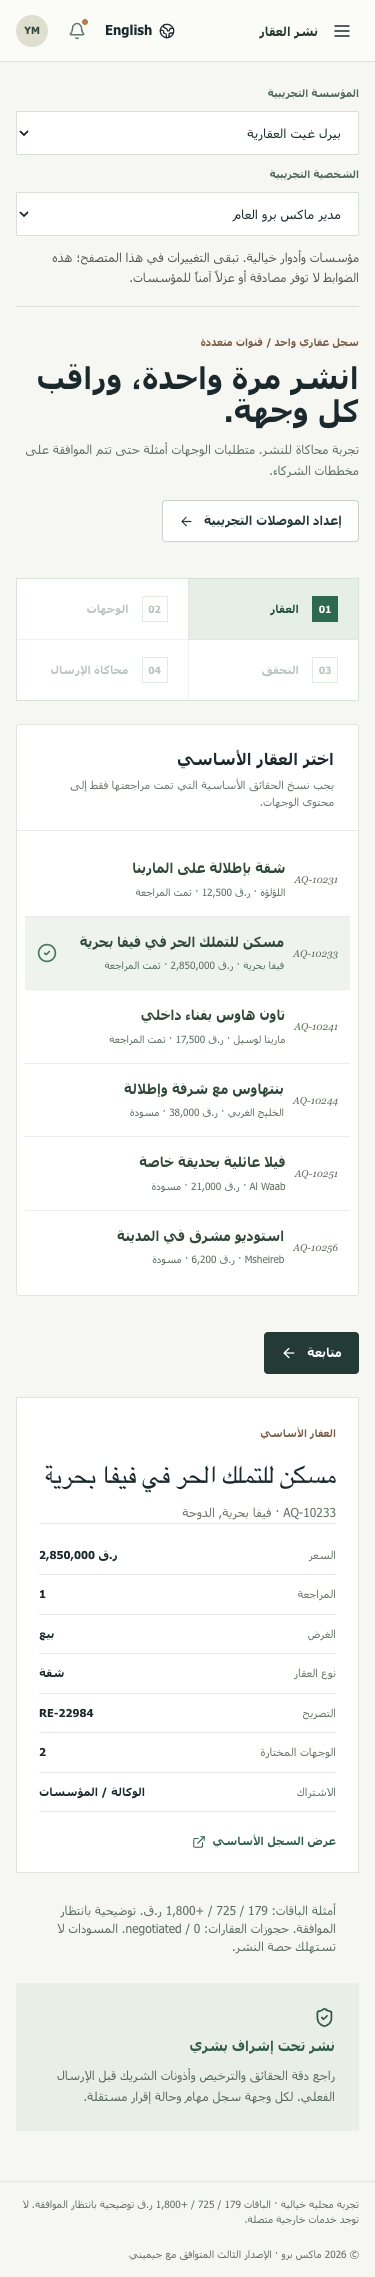 نشر العقار
English
YM
المؤسسة التجريبية
بيرل غيت العقارية
الشخصية التجريبية
مدير ماكس برو العام
مؤسسات وأدوار خيالية. تبقى التغييرات في هذا المتصفح؛ هذه
الضوابط لا توفر مصادقة أو عزلاً آمناً للمؤسسات.
سجل عقاري واحد / قنوات متعددة
انشر مرة واحدة، وراقب
كل وجهة.
تجربة محاكاة للنشر. متطلبات الوجهات أمثلة حتى تتم الموافقة على
مخططات الشركاء.
إعداد الموصلات التجريبية
01 العقار
02 الوجهات
03 التحقق
04 محاكاة الإرسال
اختر العقار الأساسي
يجب نسخ الحقائق الأساسية التي تمت مراجعتها فقط إلى
محتوى الوجهات.
AQ-10231
شقة بإطلالة على المارينا
اللؤلؤة · ر.ق 12,500 · تمت المراجعة
AQ-10233
مسكن للتملك الحر في فيفا بحرية
فيفا بحرية · ر.ق 2,850,000 · تمت المراجعة
AQ-10241
تاون هاوس بفناء داخلي
مارينا لوسيل · ر.ق 17,500 · تمت المراجعة
AQ-10244
بنتهاوس مع شرفة وإطلالة
الخليج الغربي · ر.ق 38,000 · مسودة
AQ-10251
فيلا عائلية بحديقة خاصة
Al Waab · ر.ق 21,000 · مسودة
AQ-10256
استوديو مشرق في المدينة
Msheireb · ر.ق 6,200 · مسودة
متابعة
العقار الأساسي
مسكن للتملك الحر في فيفا بحرية
AQ-10233 · فيفا بحرية, الدوحة
السعر ر.ق 2,850,000
المراجعة 1
الغرض بيع
نوع العقار شقة
التصريح RE-22984
الوجهات المختارة 2
الاشتراك الوكالة / المؤسسات
عرض السجل الأساسي
أمثلة الباقات: 179 / 725 / +1,800 ر.ق. توضيحية بانتظار
الموافقة. حجوزات العقارات: 0 / negotiated. المسودات لا
تستهلك حصة النشر.
نشر تحت إشراف بشري
راجع دقة الحقائق والترخيص وأذونات الشريك قبل الإرسال
الفعلي. لكل وجهة سجل مهام وحالة إقرار مستقلة.
تجربة محلية خيالية · الباقات 179 / 725 / +1,800 ر.ق توضيحية بانتظار الموافقة. لا
توجد خدمات خارجية متصلة.
© 2026 ماكس برو · الإصدار الثالث المتوافق مع جيميني